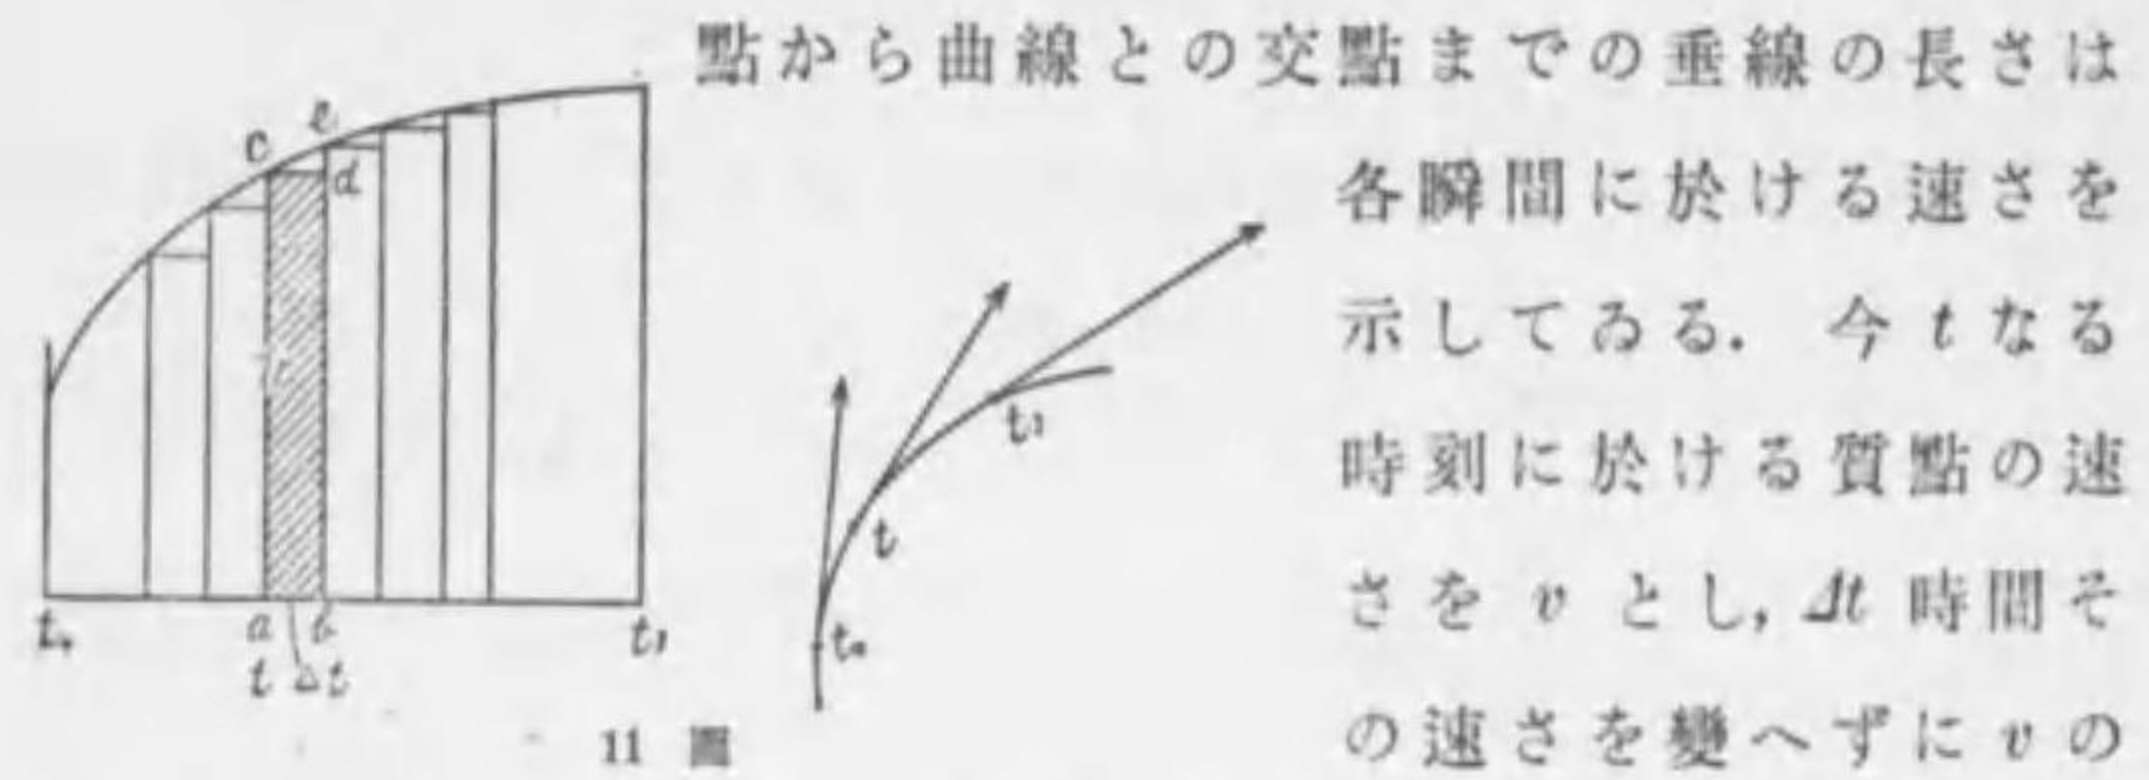 點から曲線との交點までの垂線の長さは
各瞬間に於ける速さを
示してゐる. 今 t なる
時刻に於ける質點の速
さを v とし, Δt 時間そ
の速さを變へずに v の
c e
d
t₀ a b t₁
t Δt
t₁
t
t₀
11 圖